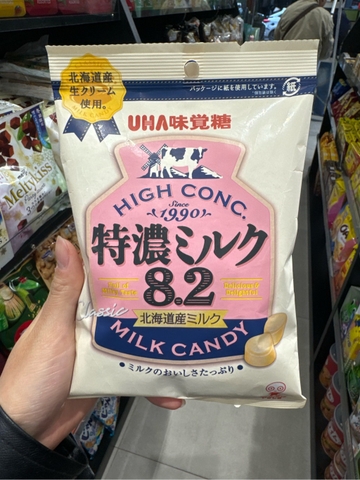 北海道産
生クリーム
使用。
パッケージに紙を使用しています。
紙
UHA味覚糖
HIGH CONC.
Since
1990
特濃ミルク
8.2
Classic
北海道産ミルク
MILK CANDY
ミルクのおいしさたっぷり
Meltykiss